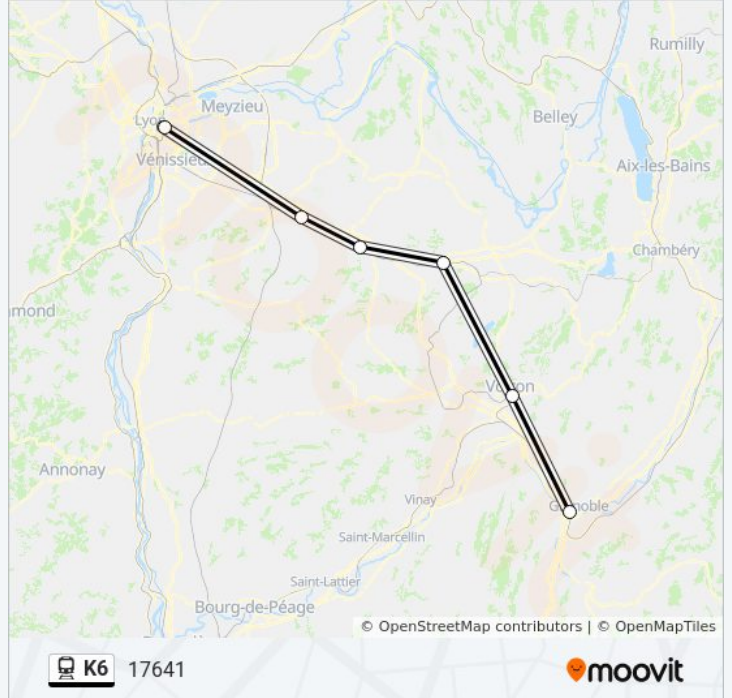 Rumilly
Meyzieu
Lyon
Belley
Vénissieux
Aix-les-Bains
Chambéry
Voiron
Annonay
Vinay
Grenoble
Saint-Marcellin
Saint-Lattier
Bourg-de-Péage
© OpenStreetMap contributors | © OpenMapTiles
K6 17641 moovit